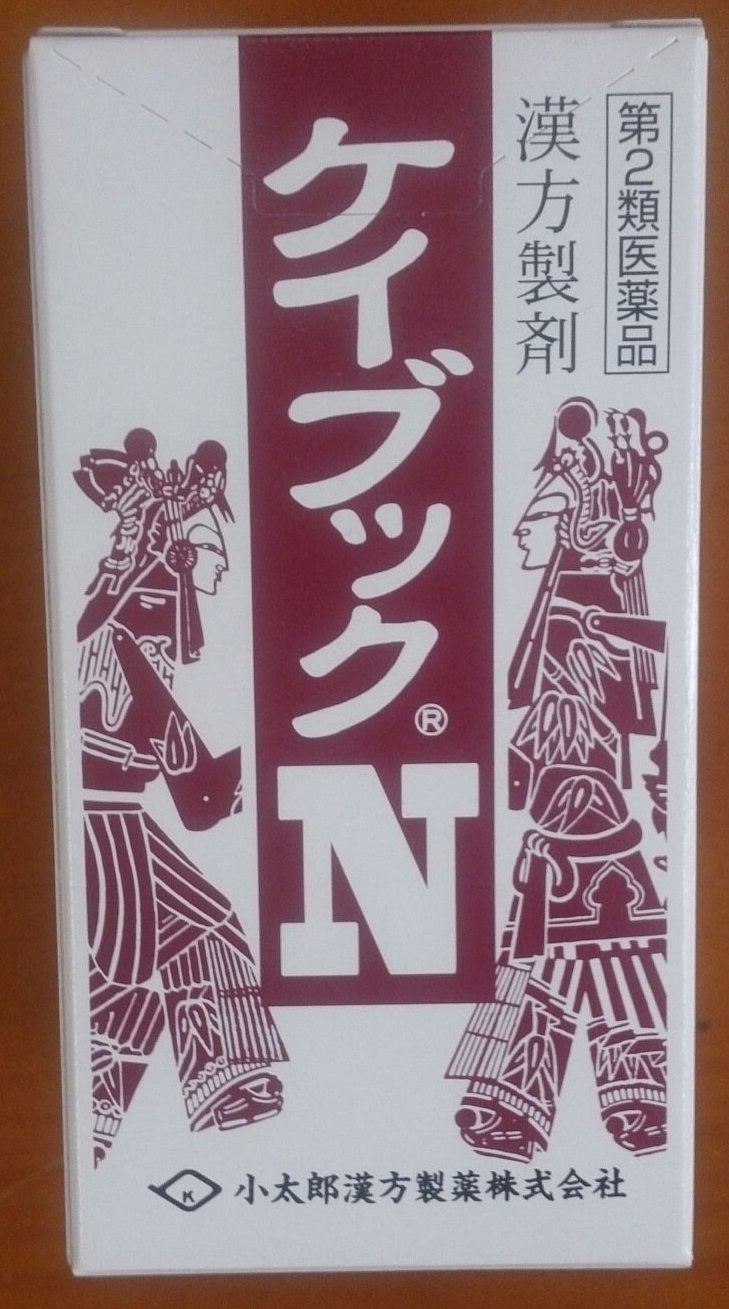 第2類医薬品
漢方製剤
ケイブック®N
K
小太郎漢方製薬株式会社